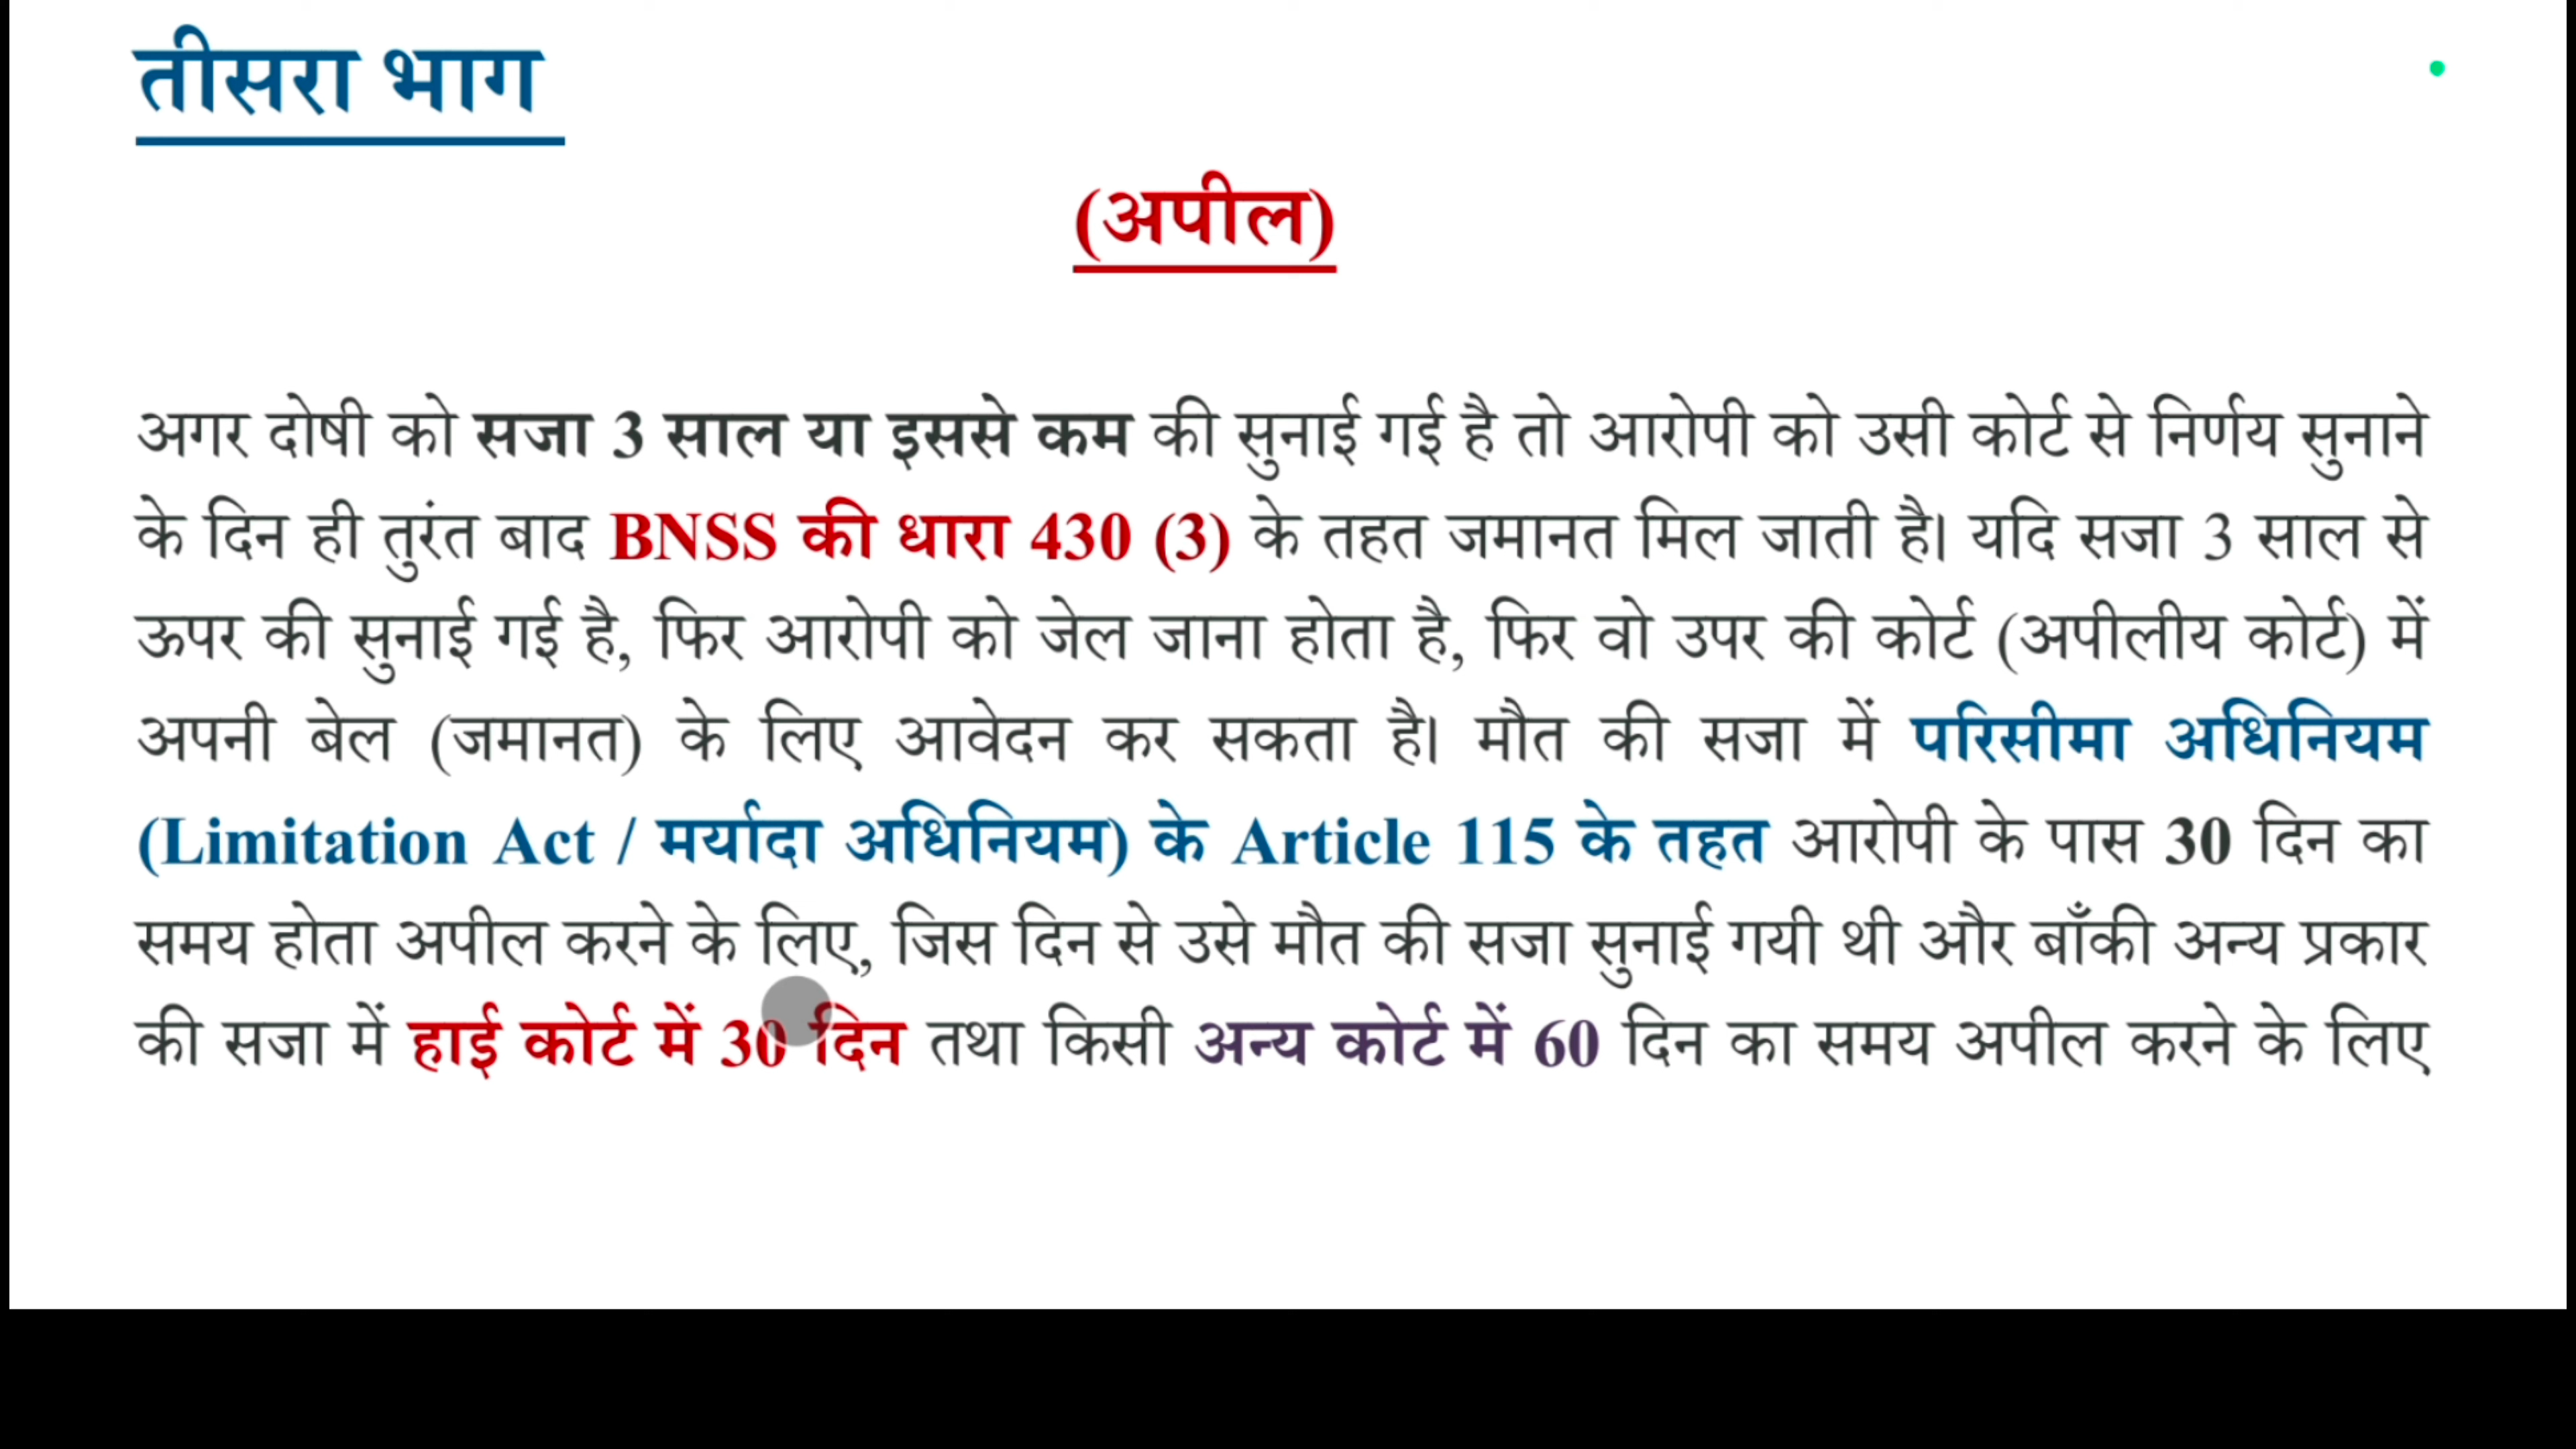 तीसरा भाग
(अपील)
अगर दोषी को सजा 3 साल या इससे कम की सुनाई गई है तो आरोपी को उसी कोर्ट से निर्णय सुनाने
के दिन ही तुरंत बाद BNSS की धारा 430 (3) के तहत जमानत मिल जाती है। यदि सजा 3 साल से
ऊपर की सुनाई गई है, फिर आरोपी को जेल जाना होता है, फिर वो उपर की कोर्ट (अपीलीय कोर्ट) में
अपनी बेल (जमानत) के लिए आवेदन कर सकता है। मौत की सजा में परिसीमा अधिनियम
(Limitation Act / मर्यादा अधिनियम) के Article 115 के तहत आरोपी के पास 30 दिन का
समय होता अपील करने के लिए, जिस दिन से उसे मौत की सजा सुनाई गयी थी और बाँकी अन्य प्रकार
की सजा में हाई कोर्ट में 30 दिन तथा किसी अन्य कोर्ट में 60 दिन का समय अपील करने के लिए